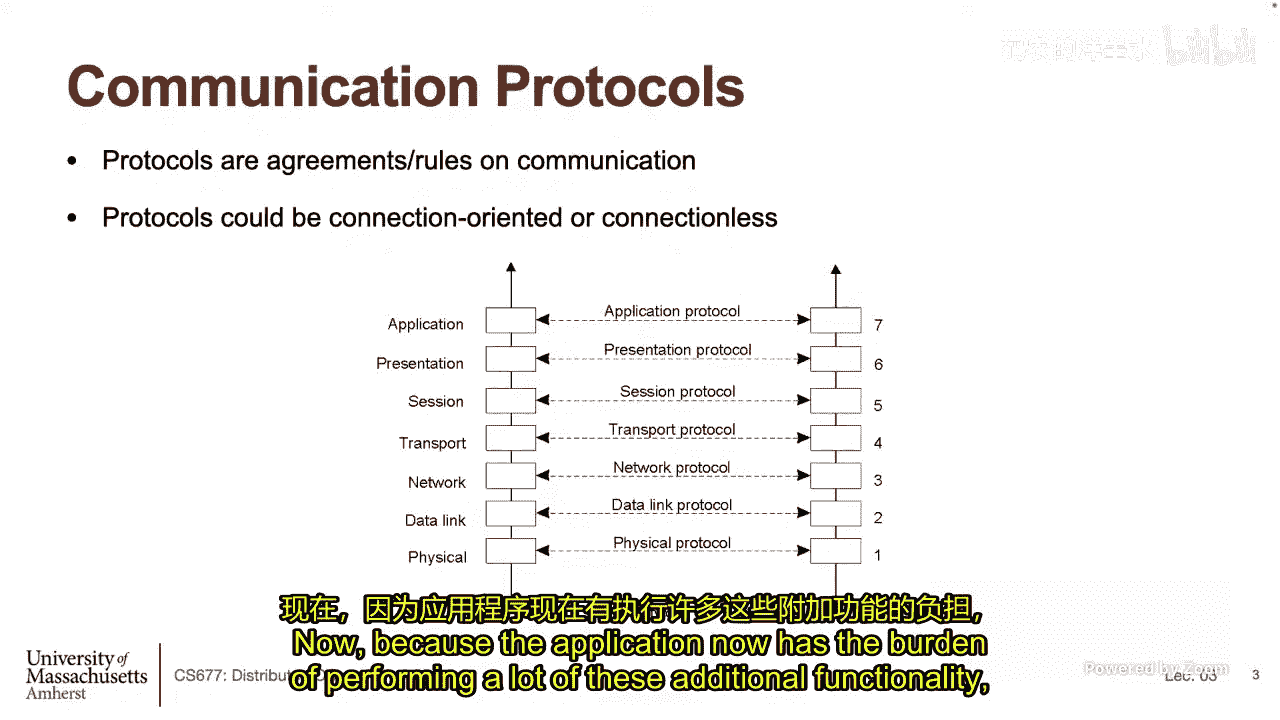 Communication Protocols
• Protocols are agreements/rules on communication
• Protocols could be connection-oriented or connectionless
Application Application protocol 7
Presentation Presentation protocol 6
Session Session protocol 5
Transport Transport protocol 4
Network Network protocol 3
Data link Data link protocol 2
Physical Physical protocol 1
现在，因为应用程序现在有执行许多这些附加功能的负担，
Now, because the application now has the burden
of performing a lot of these additional functionality,
University of
Massachusetts
Amherst
CS677: Distribut
Powered by Zoom
Lec. 03
3
bilibili